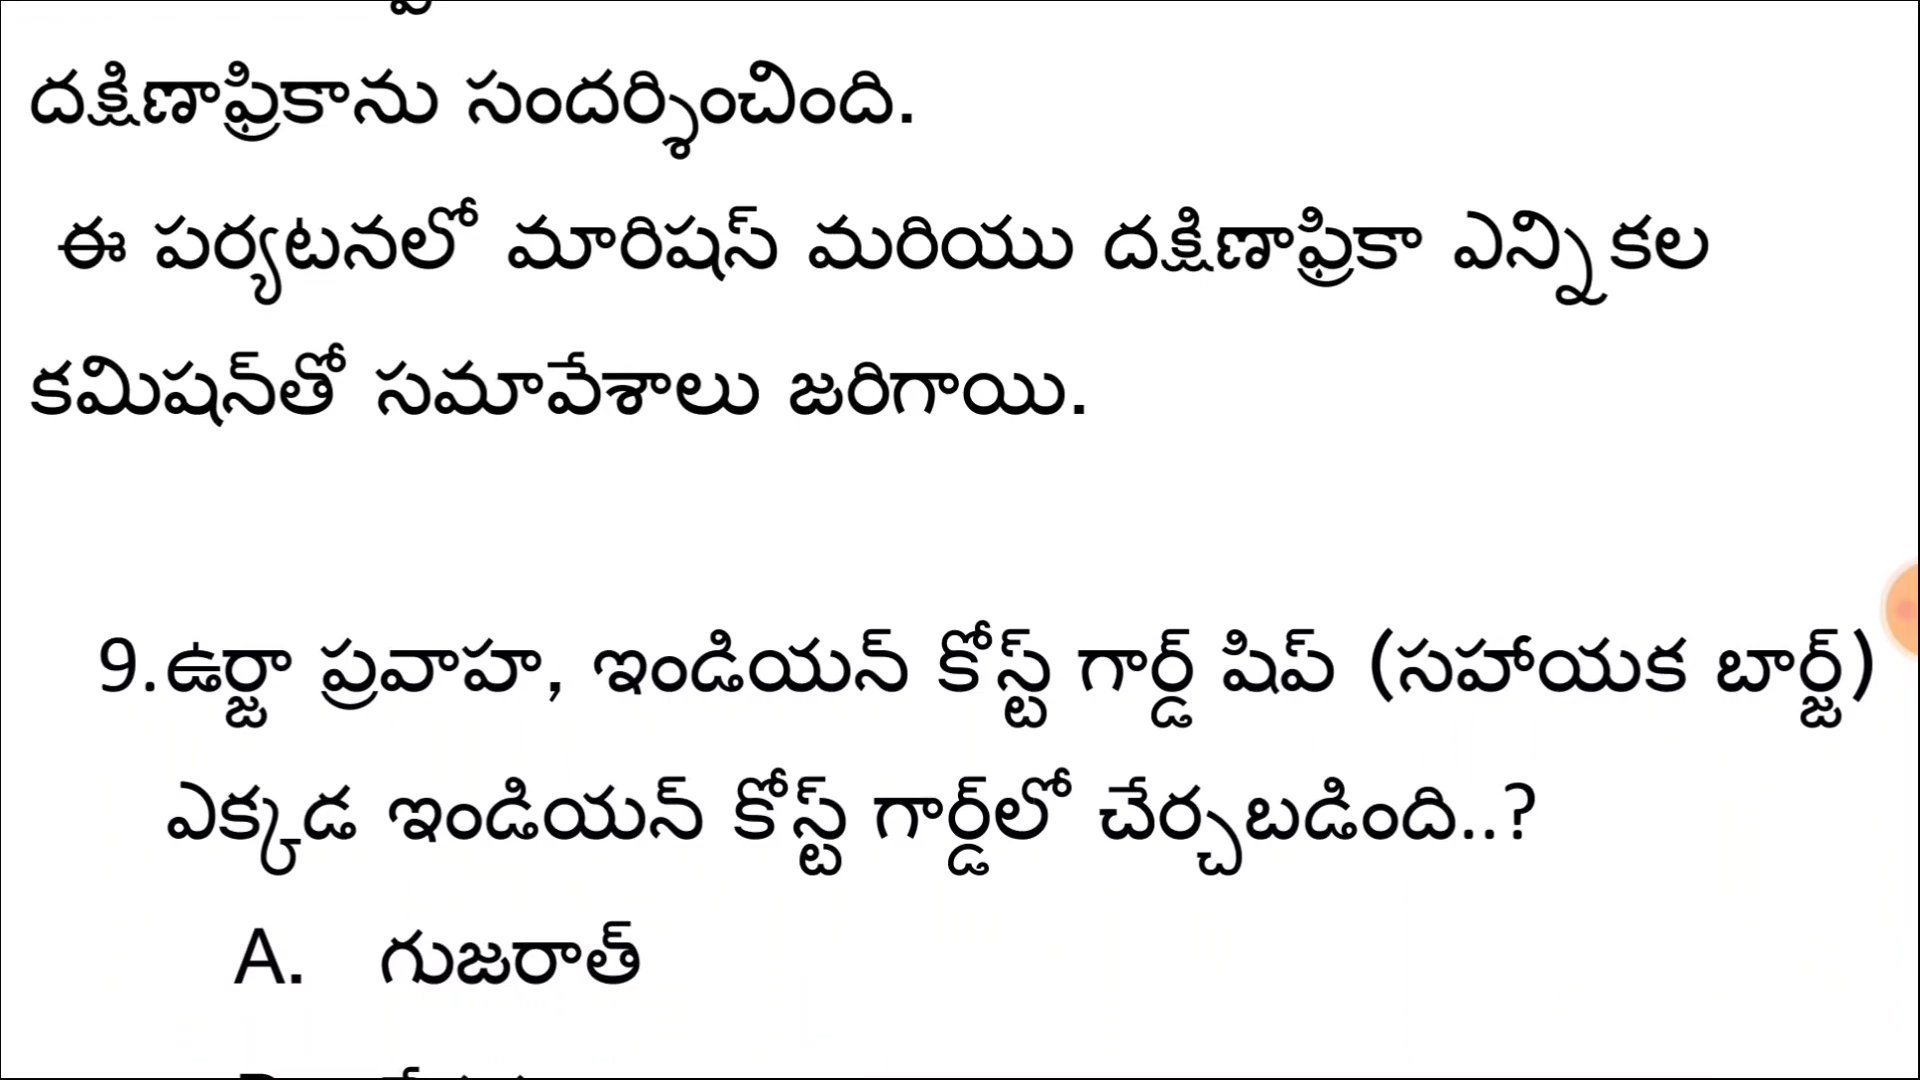 దక్షిణాఫ్రికాను సందర్శించింది.
ఈ పర్యటనలో మారిషస్ మరియు దక్షిణాఫ్రికా ఎన్నికల
కమిషన్‌తో సమావేశాలు జరిగాయి.
9.ఉర్జా ప్రవాహ, ఇండియన్ కోస్ట్ గార్డ్ షిప్ (సహాయక బార్జ్)
ఎక్కడ ఇండియన్ కోస్ట్ గార్డ్‌లో చేర్చబడింది..?
A. గుజరాత్